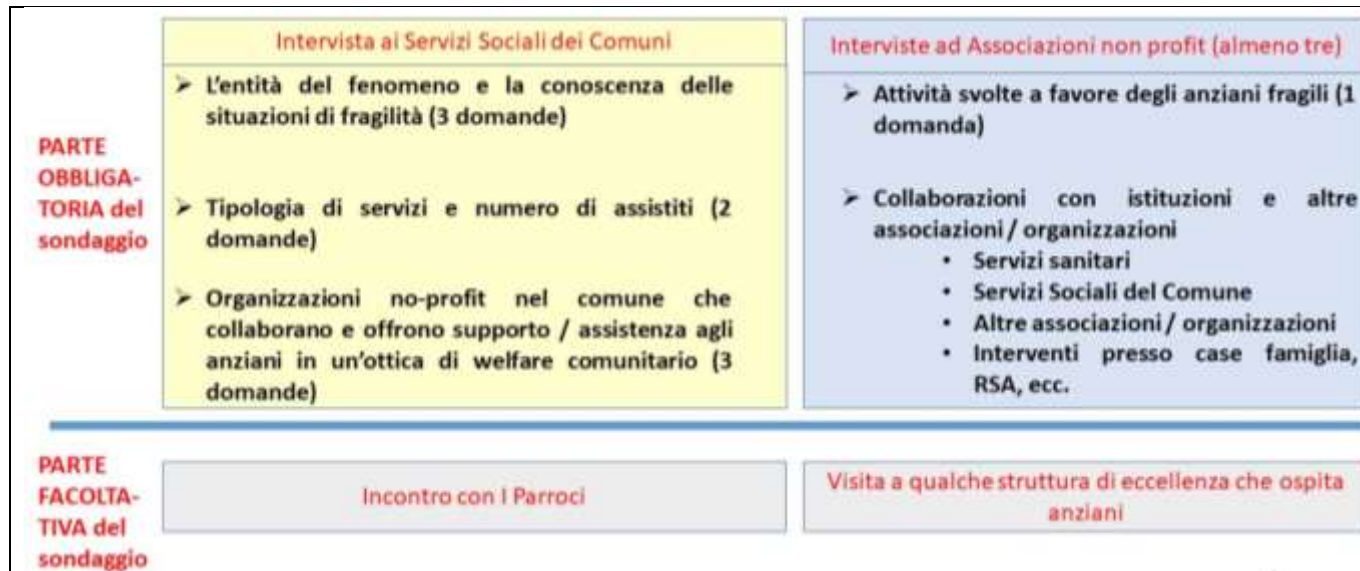 Intervista ai Servizi Sociali dei Comuni
➤ L'entità del fenomeno e la conoscenza delle
situazioni di fragilità (3 domande)
➤ Tipologia di servizi e numero di assistiti (2
domande)
➤ Organizzazioni no-profit nel comune che
collaborano e offrono supporto / assistenza agli
anziani in un'ottica di welfare comunitario (3
domande)
Interviste ad Associazioni non profit (almeno tre)
➤ Attività svolte a favore degli anziani fragili (1
domanda)
➤ Collaborazioni con istituzioni e altre
associazioni / organizzazioni
• Servizi sanitari
• Servizi Sociali del Comune
• Altre associazioni / organizzazioni
• Interventi presso case famiglia,
RSA, ecc.
PARTE
OBBLIGA-
TORIA del
sondaggio
PARTE
FACOLTA-
TIVA del
sondaggio
Incontro con I Parroci
Visita a qualche struttura di eccellenza che ospita
anziani